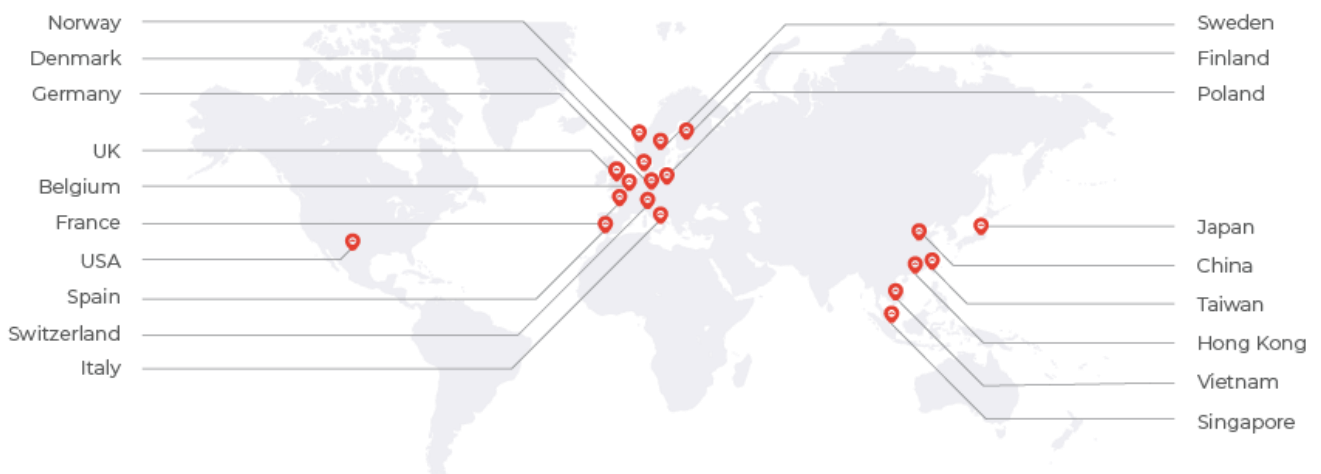 Norway
Denmark
Germany
UK
Belgium
France
USA
Spain
Switzerland
Italy
Sweden
Finland
Poland
Japan
China
Taiwan
Hong Kong
Vietnam
Singapore